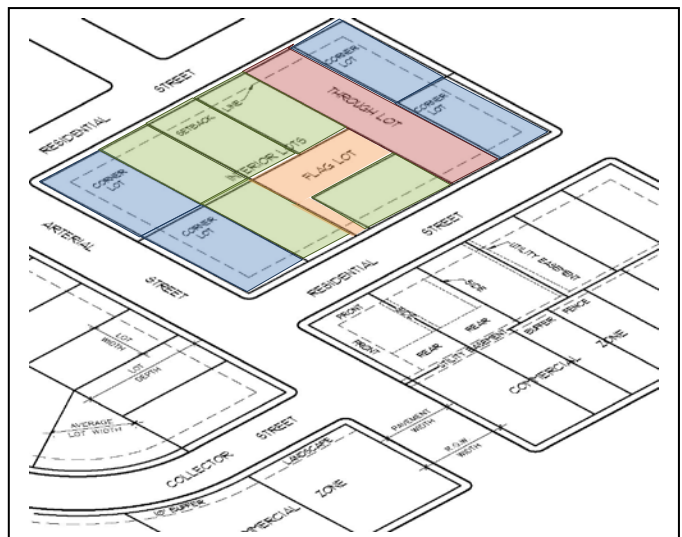 RESIDENTIAL
STREET
CORNER
LOT
CORNER
LOT
THROUGH LOT
SETBACK
LINE
INTERIOR LOTS
FLAG LOT
CORNER
LOT
CORNER
LOT
ARTERIAL
STREET
RESIDENTIAL
STREET
FRONT
FRONT
SIDE
SIDE
REAR
REAR
UTILITY EASEMENT
UTILITY EASEMENT
BUFFER
FENCE
COMMERCIAL
ZONE
LOT
WIDTH
LOT
DEPTH
AVERAGE
LOT WIDTH
COLLECTOR
STREET
PAVEMENT
WIDTH
R.O.W
WIDTH
LANDSCAPE
BUFFER
ZONE
MMERCIAL